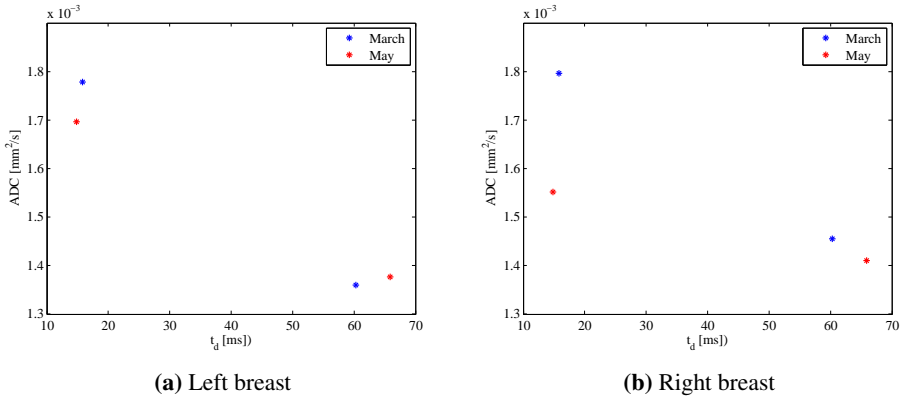 x 10⁻³
March
May
1.8
1.7
1.6
1.5
1.4
1.3
ADC [mm²/s]
10 20 30 40 50 60 70
t_d [ms])
(a) Left breast
x 10⁻³
March
May
1.8
1.7
1.6
1.5
1.4
1.3
ADC [mm²/s]
10 20 30 40 50 60 70
t_d [ms])
(b) Right breast